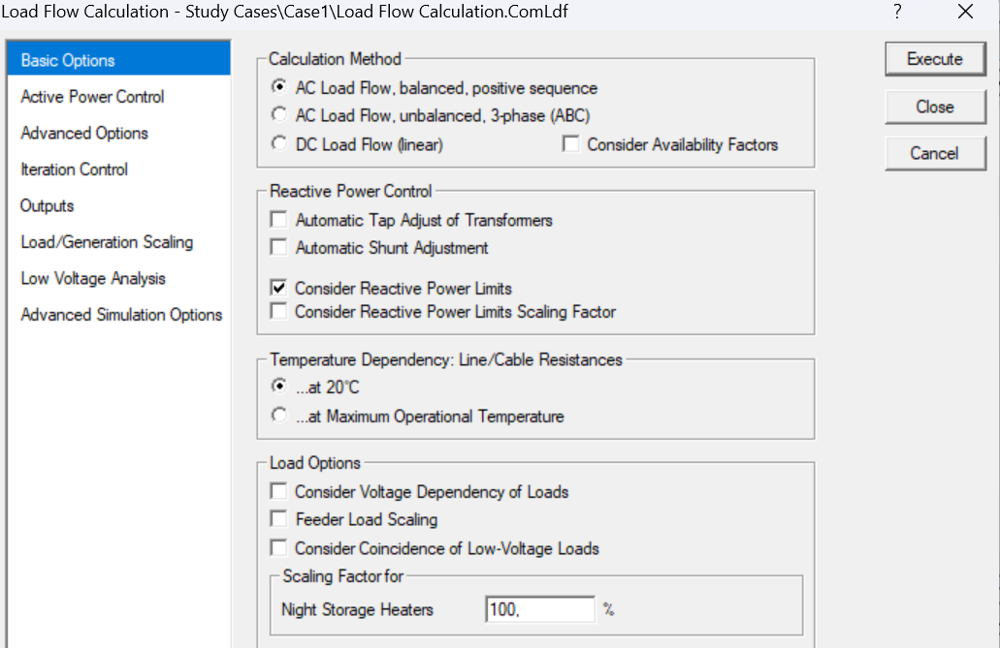 Load Flow Calculation - Study Cases\Case1\Load Flow Calculation.ComLdf
?
Basic Options
Active Power Control
Advanced Options
Iteration Control
Outputs
Load/Generation Scaling
Low Voltage Analysis
Advanced Simulation Options
Calculation Method
AC Load Flow, balanced, positive sequence
AC Load Flow, unbalanced, 3-phase (ABC)
DC Load Flow (linear)
Consider Availability Factors
Reactive Power Control
Automatic Tap Adjust of Transformers
Automatic Shunt Adjustment
Consider Reactive Power Limits
Consider Reactive Power Limits Scaling Factor
Temperature Dependency: Line/Cable Resistances
...at 20°C
...at Maximum Operational Temperature
Load Options
Consider Voltage Dependency of Loads
Feeder Load Scaling
Consider Coincidence of Low-Voltage Loads
Scaling Factor for
Night Storage Heaters 100, %
Execute
Close
Cancel